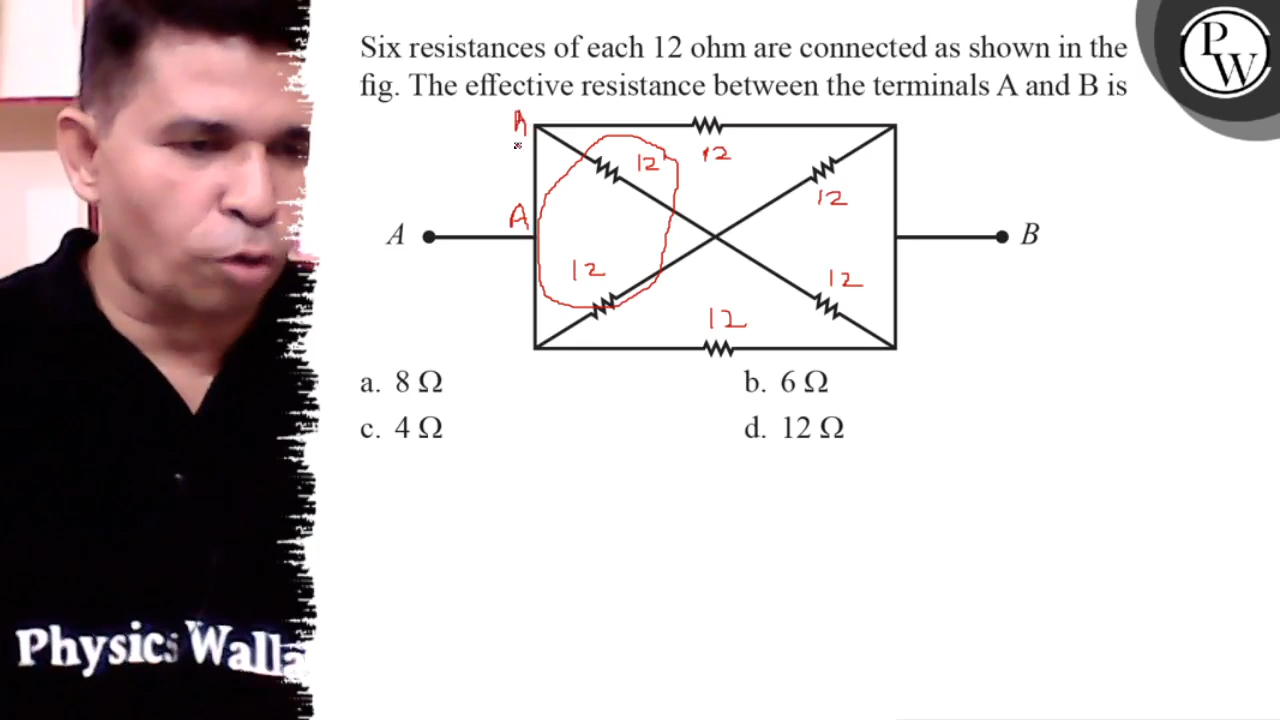 Six resistances of each 12 ohm are connected as shown in the
fig. The effective resistance between the terminals A and B is
P
W
A
12
12
12
A
A
B
12
12
12
a. 8 Ω
b. 6 Ω
c. 4 Ω
d. 12 Ω
Physics Walla